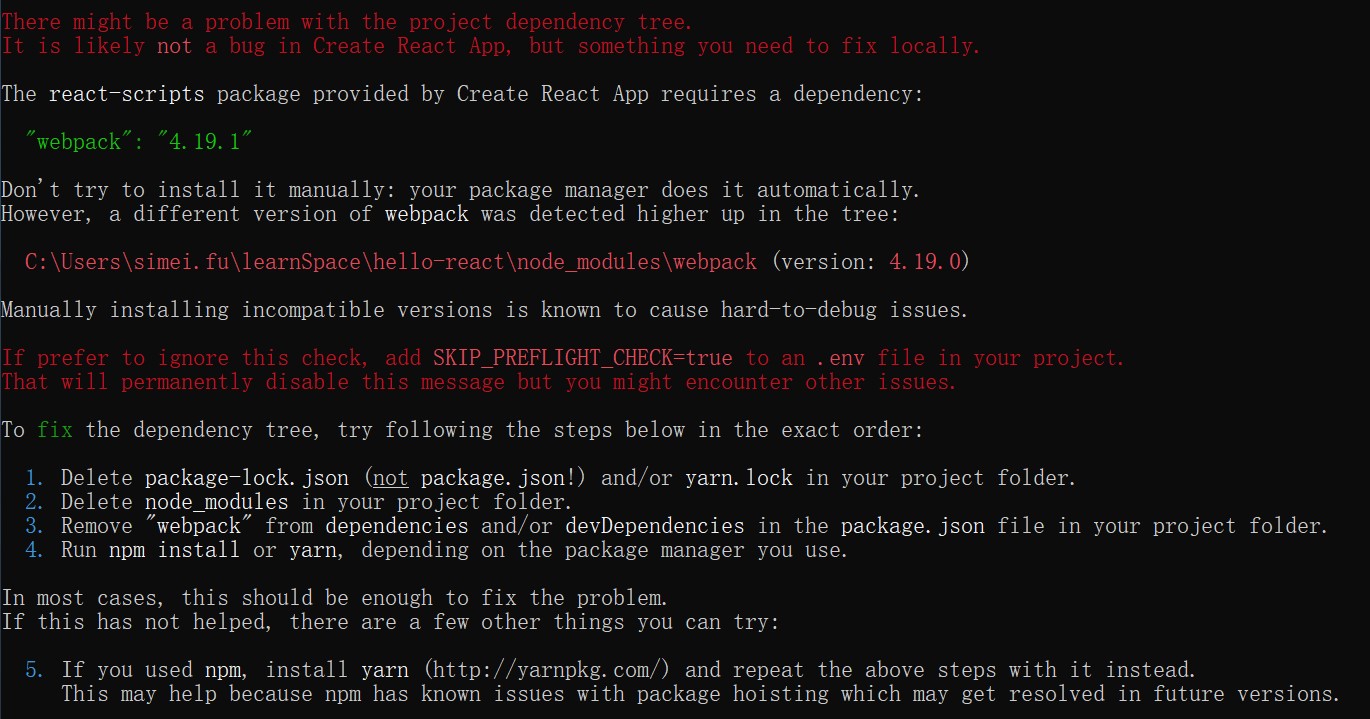 There might be a problem with the project dependency tree.
It is likely not a bug in Create React App, but something you need to fix locally.
The react-scripts package provided by Create React App requires a dependency:
"webpack": "4.19.1"
Don't try to install it manually: your package manager does it automatically.
However, a different version of webpack was detected higher up in the tree:
C:\Users\simei.fu\learnSpace\hello-react\node_modules\webpack (version: 4.19.0)
Manually installing incompatible versions is known to cause hard-to-debug issues.
If prefer to ignore this check, add SKIP_PREFLIGHT_CHECK=true to an .env file in your project.
That will permanently disable this message but you might encounter other issues.
To fix the dependency tree, try following the steps below in the exact order:
1. Delete package-lock.json (not package.json!) and/or yarn.lock in your project folder.
2. Delete node_modules in your project folder.
3. Remove "webpack" from dependencies and/or devDependencies in the package.json file in your project folder.
4. Run npm install or yarn, depending on the package manager you use.
In most cases, this should be enough to fix the problem.
If this has not helped, there are a few other things you can try:
5. If you used npm, install yarn (http://yarnpkg.com/) and repeat the above steps with it instead.
This may help because npm has known issues with package hoisting which may get resolved in future versions.